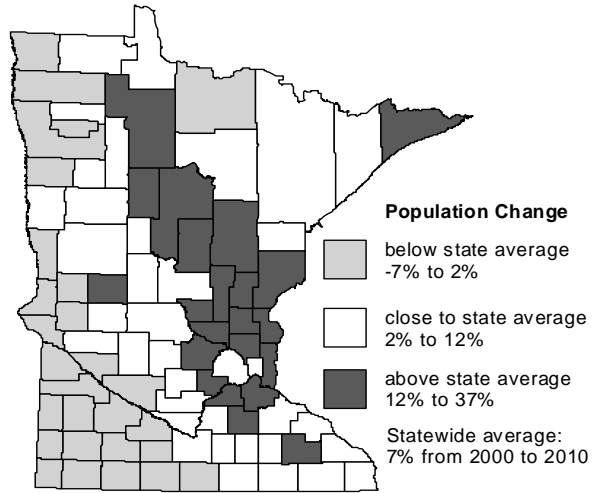 Population Change
below state average
-7% to 2%
close to state average
2% to 12%
above state average
12% to 37%
Statewide average:
7% from 2000 to 2010